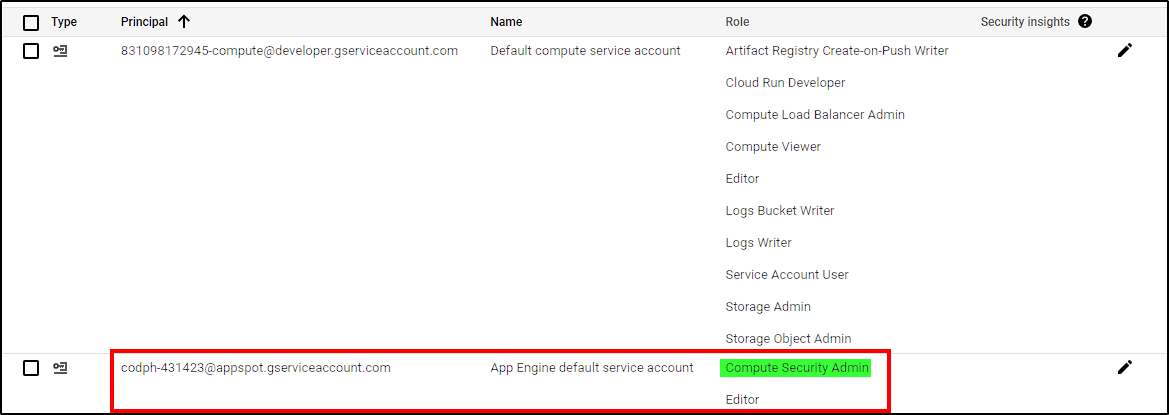 Type Principal Name Role Security insights
831098172945-compute@developer.gserviceaccount.com Default compute service account Artifact Registry Create-on-Push Writer
Cloud Run Developer
Compute Load Balancer Admin
Compute Viewer
Editor
Logs Bucket Writer
Logs Writer
Service Account User
Storage Admin
Storage Object Admin
codph-431423@appspot.gserviceaccount.com App Engine default service account Compute Security Admin
Editor